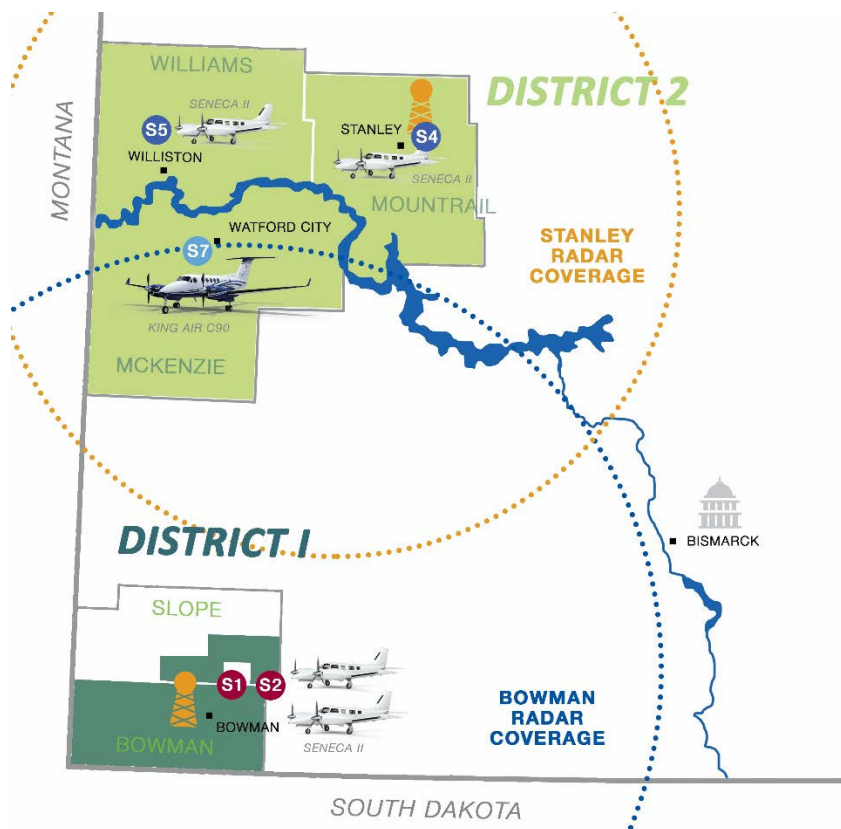 WILLIAMS
SENECA II
S5
WILLISTON
DISTRICT 2
STANLEY
S4
SENECA II
MOUNTRAIL
MONTANA
WATFORD CITY
S7
KING AIR C90
MCKENZIE
STANLEY
RADAR
COVERAGE
DISTRICT I
BISMARCK
SLOPE
S1
S2
BOWMAN
BOWMAN
SENECA II
BOWMAN
RADAR
COVERAGE
SOUTH DAKOTA